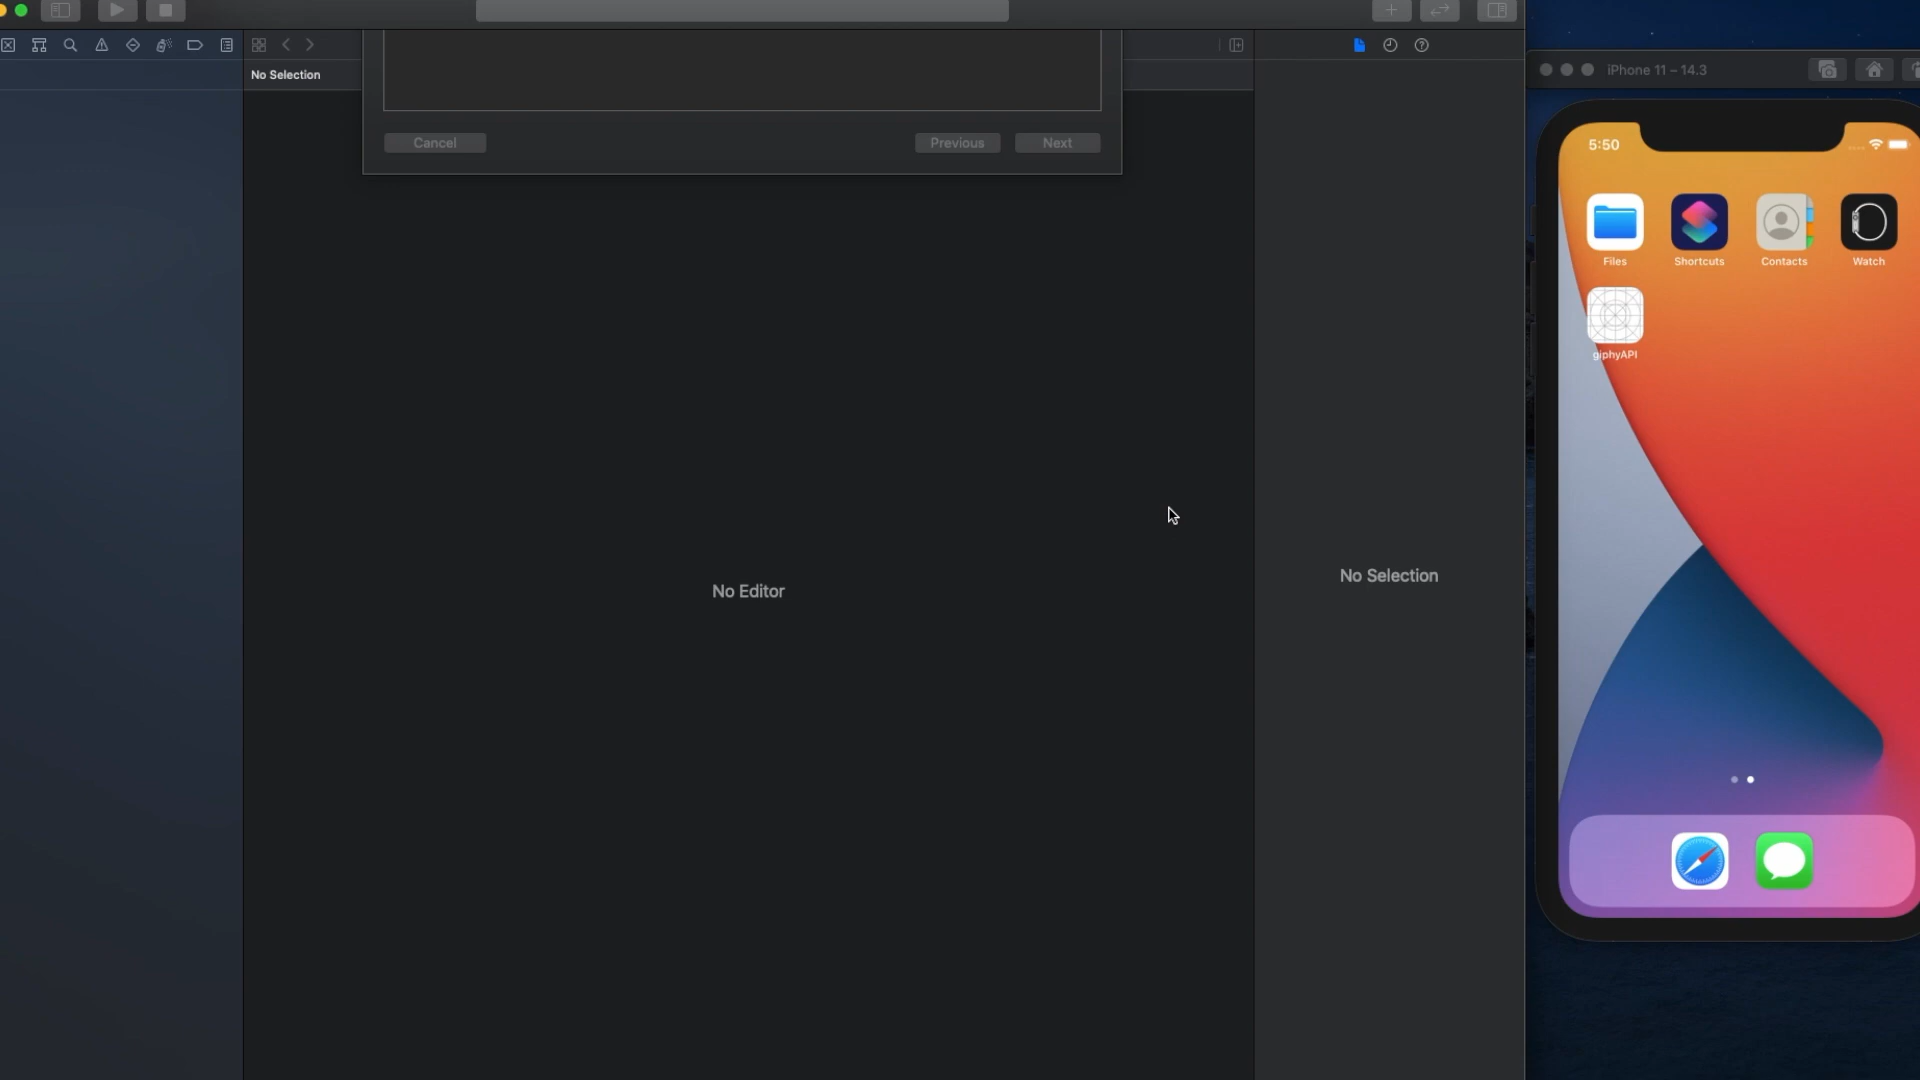 No Selection
Cancel
Previous
Next
No Editor
No Selection
iPhone 11 – 14.3
5:50
Files
Shortcuts
Contacts
Watch
giphyAPI